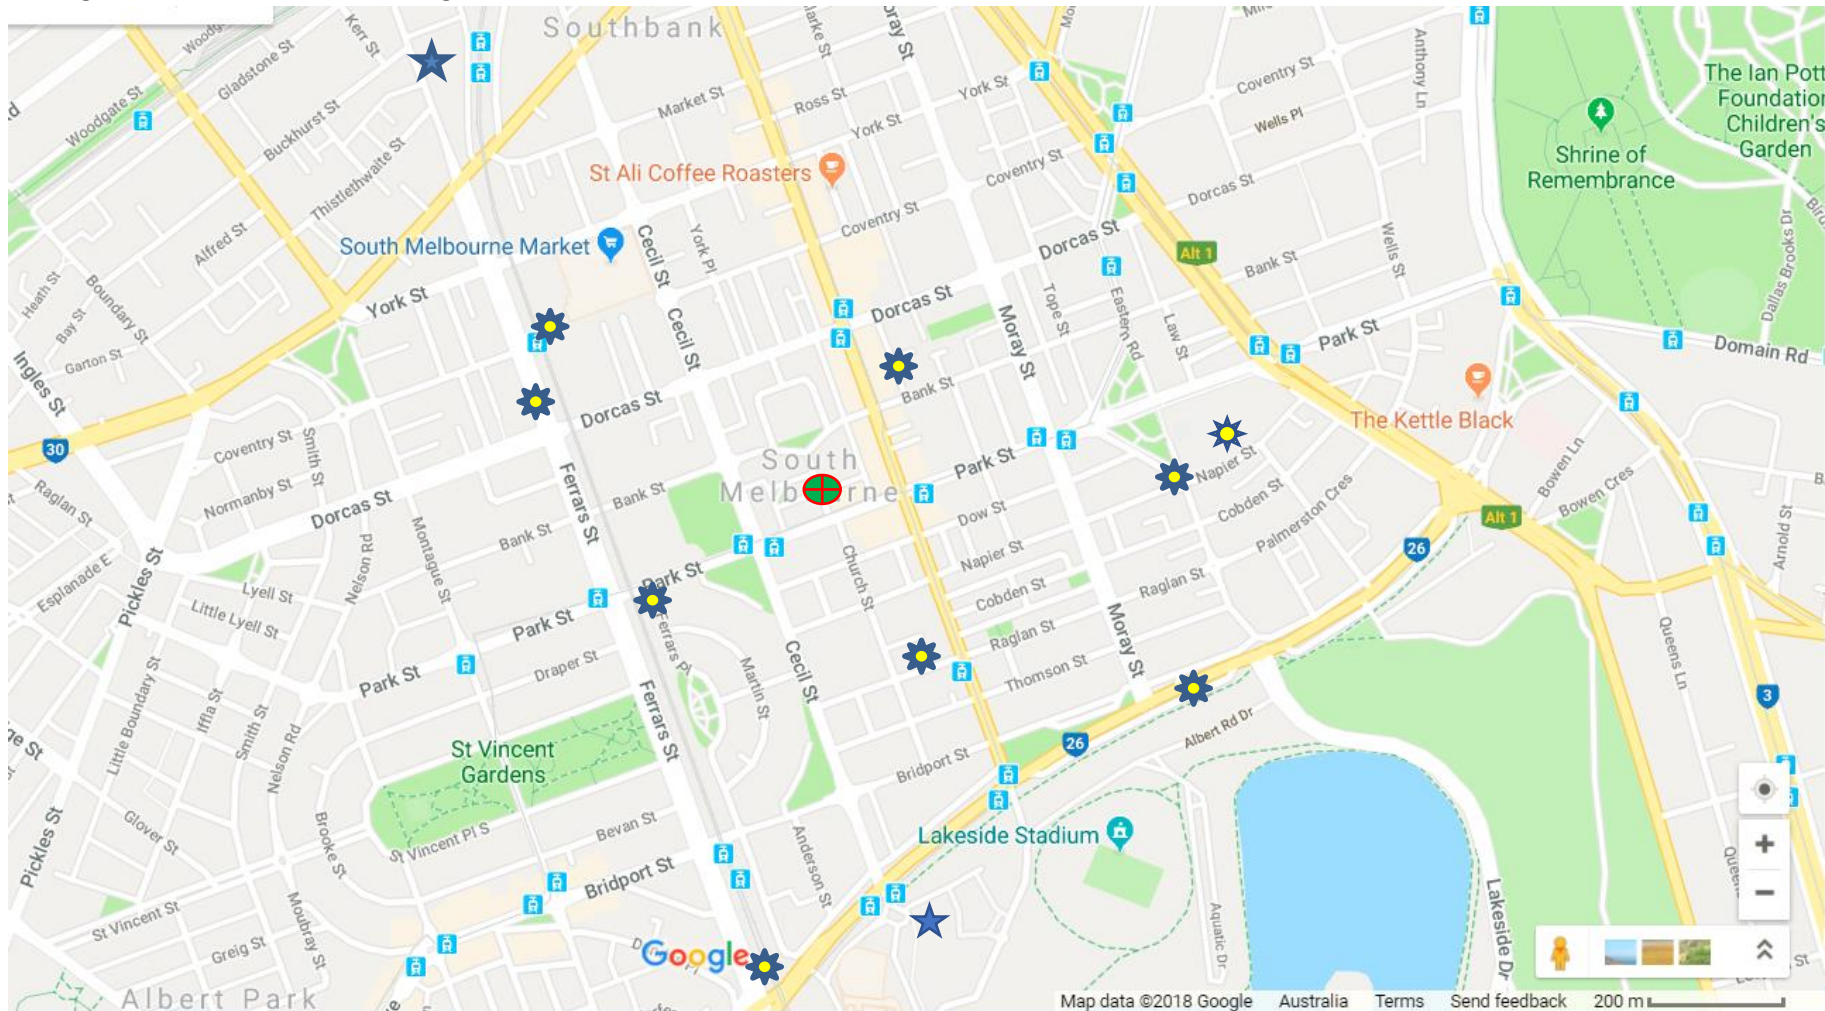 Southbank
Kerr St
Woodgate St
Gladstone St
Buckhurst St
Thistlethwaite St
Alfred St
Market St
Ross St
York St
York St
Coventry St
Coventry St
Coventry St
Anthony Ln
Wells Pl
Dorcas St
The Ian Pott
Foundation
Children's
Garden
Shrine of
Remembrance
St Ali Coffee Roasters
South Melbourne Market
Cecil St
York Pl
Dorcas St
Alt 1
Bank St
Wells St
Dallas Brooks Dr
Heath St
Boundary St
Bay St
Garton St
York St
Cecil St
Dorcas St
Moray St
Tope St
Eastern Rd
Law St
Park St
Domain Rd
Ingles St
Bank St
Dorcas St
The Kettle Black
30
Coventry St
Smith St
South
Melb
rne
Park St
Napier St
Bowen Ln
Raglan St
Normanby St
Dorcas St
Ferrars St
Bank St
Bank St
Dow St
Cobden St
Palmerston Cres
Alt 1
Bowen Cres
Arnold St
Esplanade E
Pickles St
Nelson Rd
Montague St
Church St
Napier St
26
Lyell St
Little Lyell St
Park St
Park St
Cobden St
Raglan St
Moray St
Queens Ln
Ferrars Pl
Draper St
Raglan St
Thomson St
Park St
Martin St
Cecil St
Little Boundary St
Iffla St
Smith St
Nelson Rd
Ferrars St
3
St Vincent
Gardens
26
Albert Rd Dr
Bridport St
Pickles St
Glover St
Brooke St
St Vincent Pl S
Bevan St
Anderson St
Lakeside Stadium
Bridport St
Moubray St
St Vincent St
Greig St
Aquatic Dr
Lakeside Dr
Google
Albert Park
Map data ©2018 Google Australia Terms Send feedback 200 m